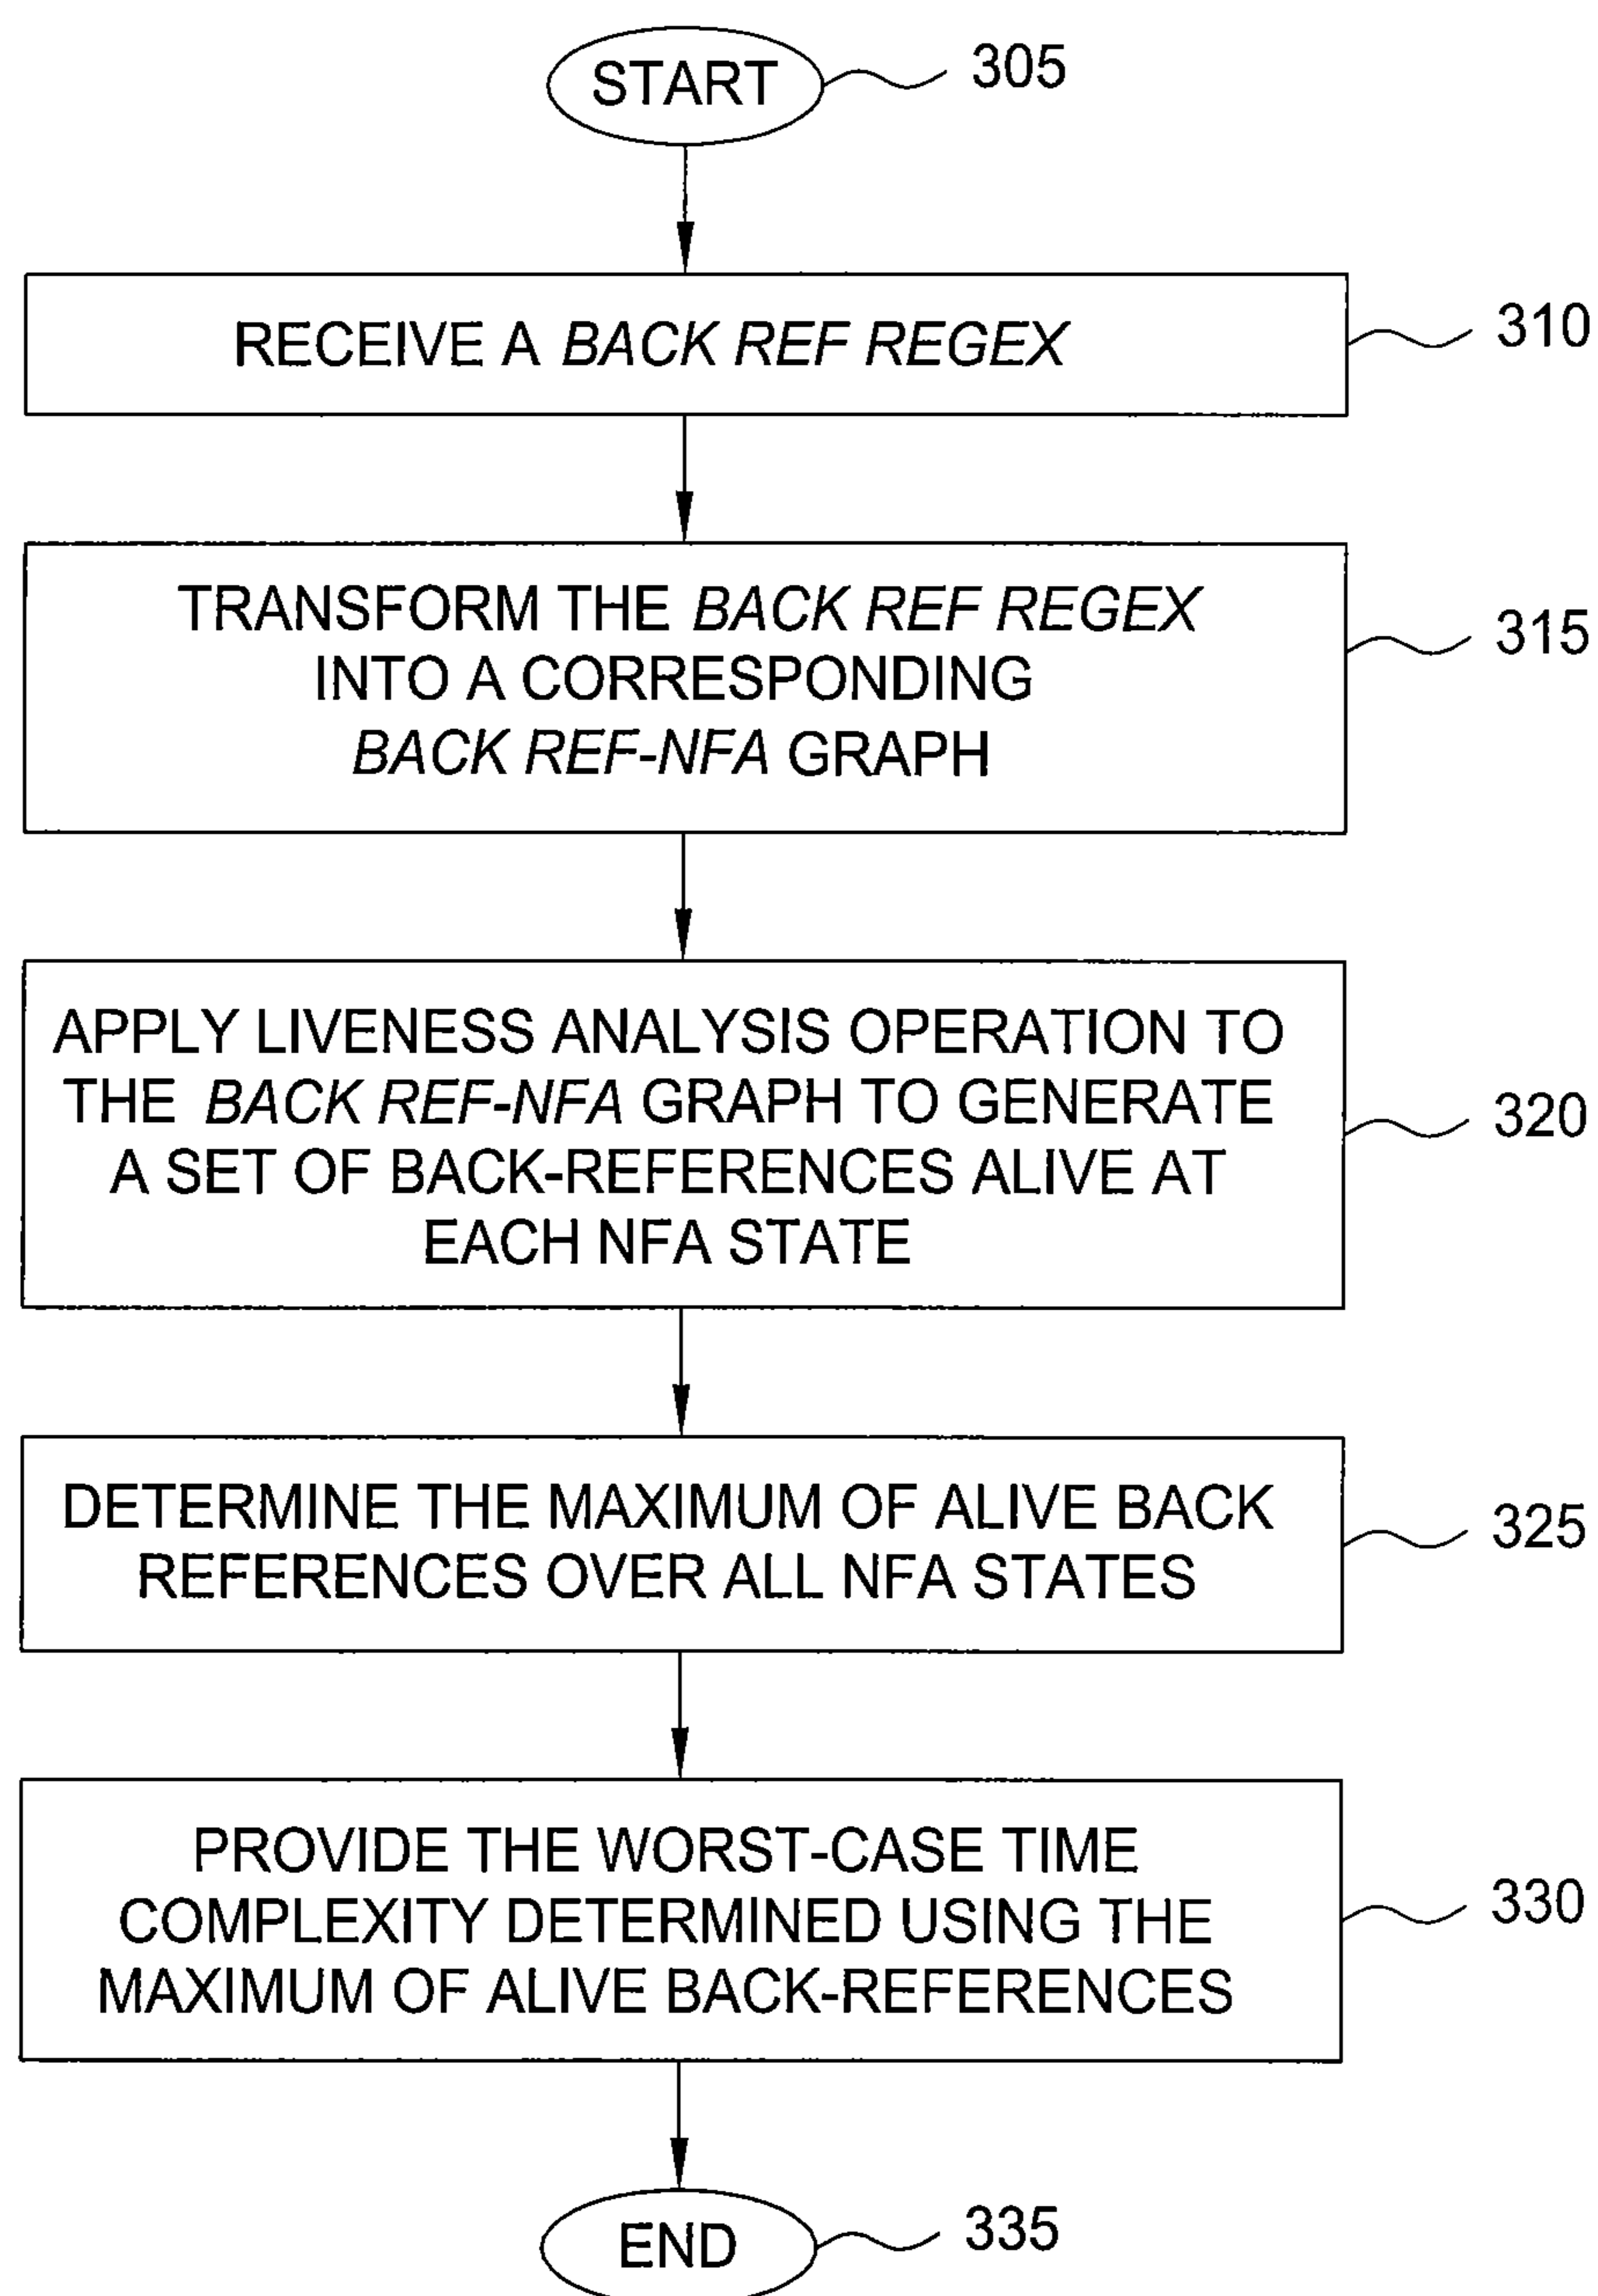 START
305
RECEIVE A BACK REF REGEX
310
TRANSFORM THE BACK REF REGEX
INTO A CORRESPONDING
BACK REF-NFA GRAPH
315
APPLY LIVENESS ANALYSIS OPERATION TO
THE BACK REF-NFA GRAPH TO GENERATE
A SET OF BACK-REFERENCES ALIVE AT
EACH NFA STATE
320
DETERMINE THE MAXIMUM OF ALIVE BACK
REFERENCES OVER ALL NFA STATES
325
PROVIDE THE WORST-CASE TIME
COMPLEXITY DETERMINED USING THE
MAXIMUM OF ALIVE BACK-REFERENCES
330
END
335